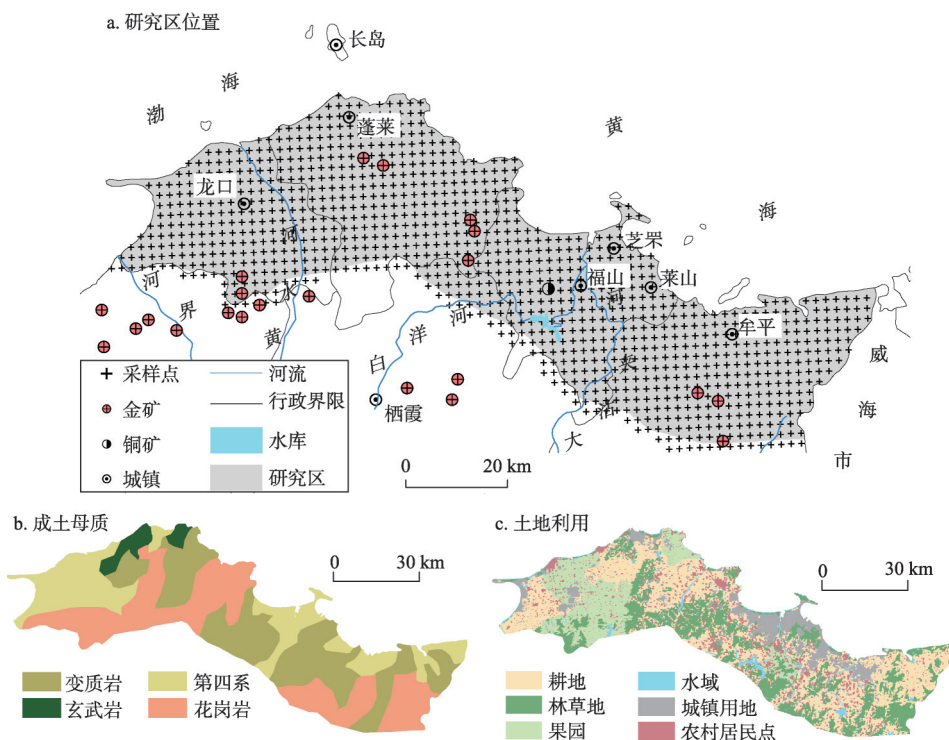 a. 研究区位置
长岛
渤
海
蓬莱
黄
海
龙口
芝罘
福山
莱山
牟平
威
海
市
界
河
黄
水
河
白
洋
河
大
沽
夹
河
栖霞
采样点
河流
金矿
行政界限
铜矿
水库
城镇
研究区
0 20 km
b. 成土母质
0 30 km
变质岩
第四系
玄武岩
花岗岩
c. 土地利用
0 30 km
耕地
水域
林草地
城镇用地
果园
农村居民点